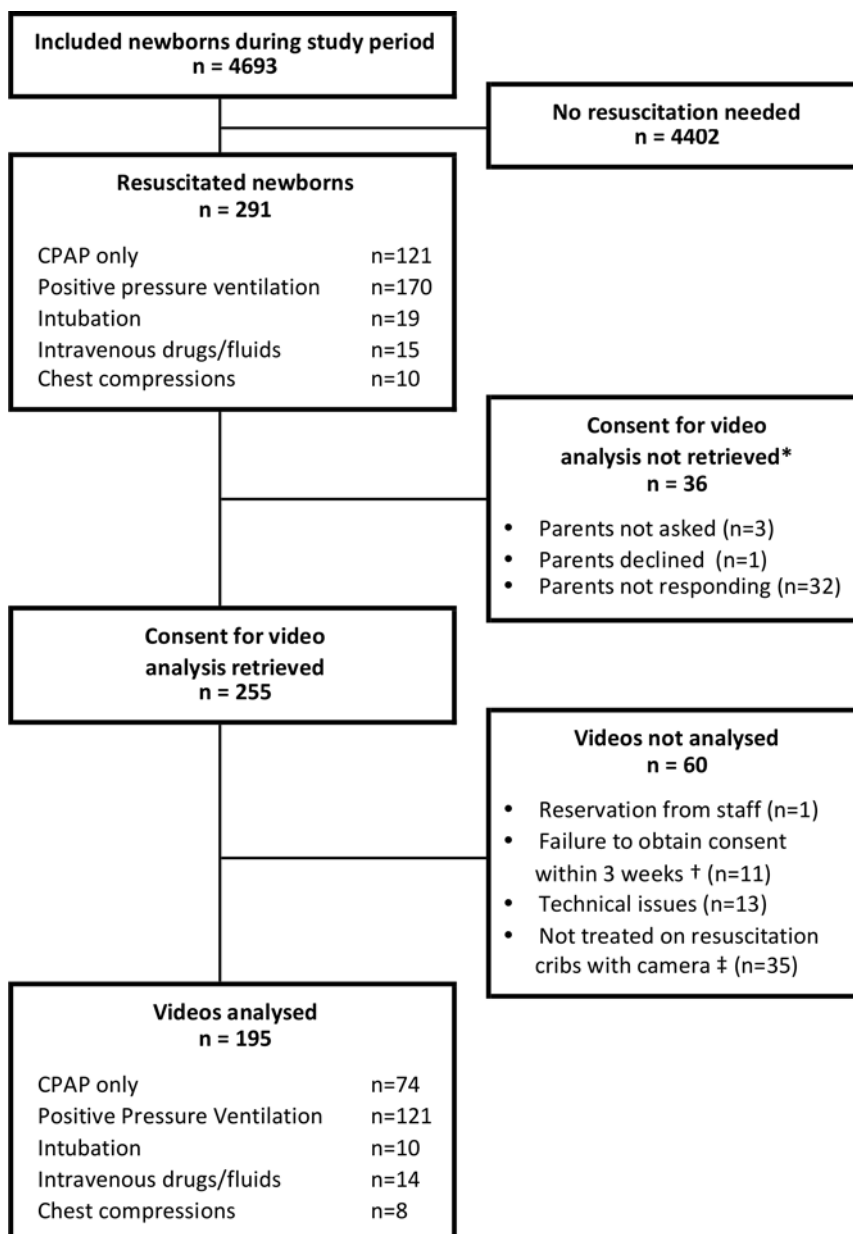 Included newborns during study period
n = 4693
No resuscitation needed
n = 4402
Resuscitated newborns
n = 291
CPAP only n=121
Positive pressure ventilation n=170
Intubation n=19
Intravenous drugs/fluids n=15
Chest compressions n=10
Consent for video
analysis not retrieved*
n = 36
• Parents not asked (n=3)
• Parents declined (n=1)
• Parents not responding (n=32)
Consent for video
analysis retrieved
n = 255
Videos not analysed
n = 60
• Reservation from staff (n=1)
• Failure to obtain consent
within 3 weeks † (n=11)
• Technical issues (n=13)
• Not treated on resuscitation
cribs with camera ‡ (n=35)
Videos analysed
n = 195
CPAP only n=74
Positive Pressure Ventilation n=121
Intubation n=10
Intravenous drugs/fluids n=14
Chest compressions n=8